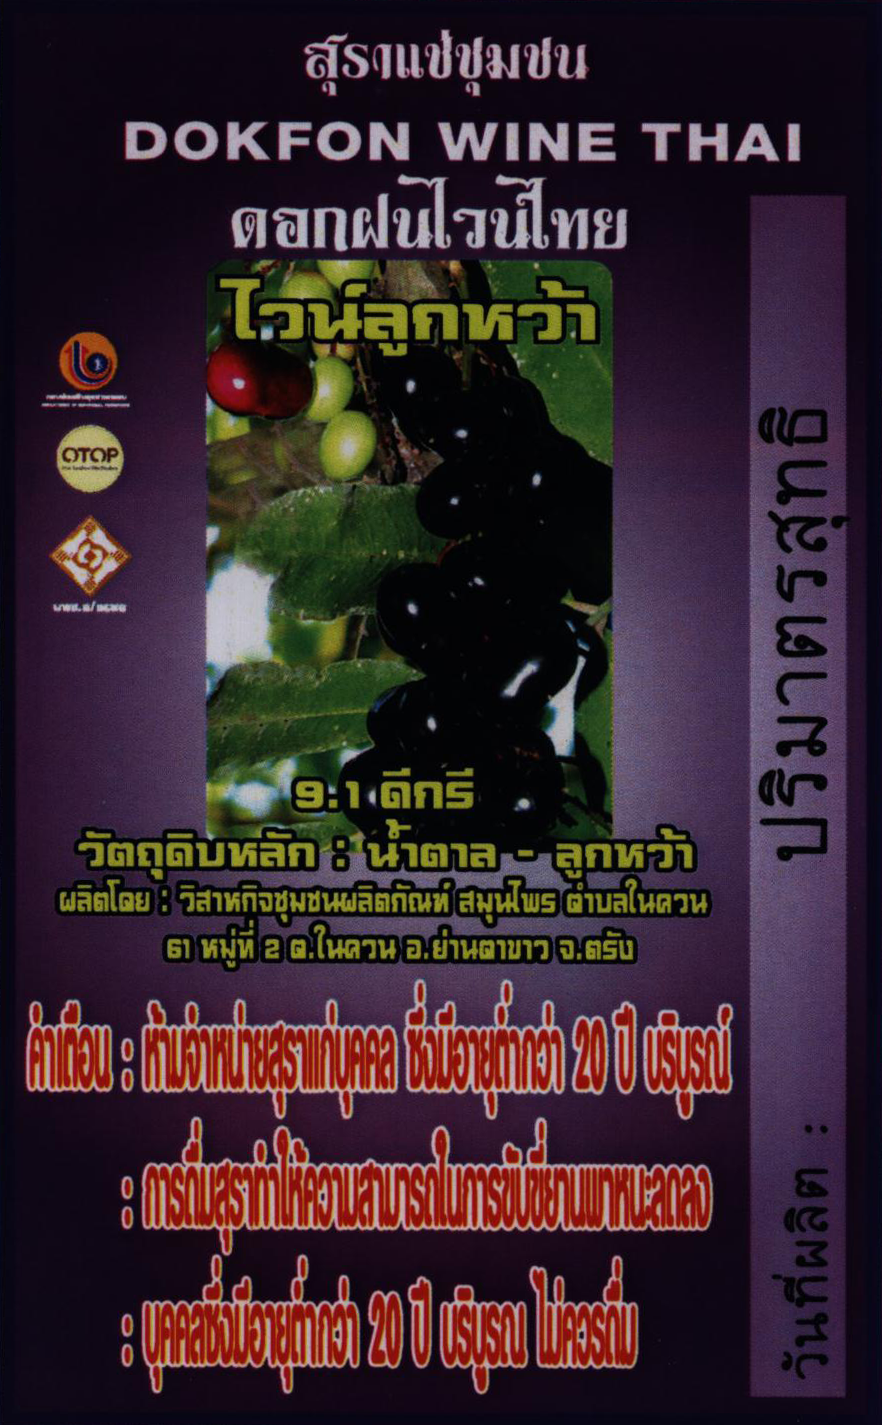 สุราแช่ชุมชน
DOKFON WINE THAI
ดอกฝนไวน์ไทย
ไวน์ลูกหว้า
OTOP
9.1 ดีกรี
วัตถุดิบหลัก : น้ำตาล - ลูกหว้า
ผลิตโดย : วิสาหกิจชุมชนผลิตภัณฑ์ สมุนไพร ตำบลในควน
61 หมู่ที่ 2 ต.ในควน อ.ย่านตาขาว จ.ตรัง
คำเตือน : ห้ามจำหน่ายสุราแก่บุคคล ซึ่งมีอายุต่ำกว่า 20 ปี บริบูรณ์
: การดื่มสุราทำให้ความสามารถในการขับขี่ยานพาหนะลดลง
: บุคคลซึ่งมีอายุต่ำกว่า 20 ปี บริบูรณ ไม่ควรดื่ม
วันที่ผลิต :
ปริมาตรสุทธิ